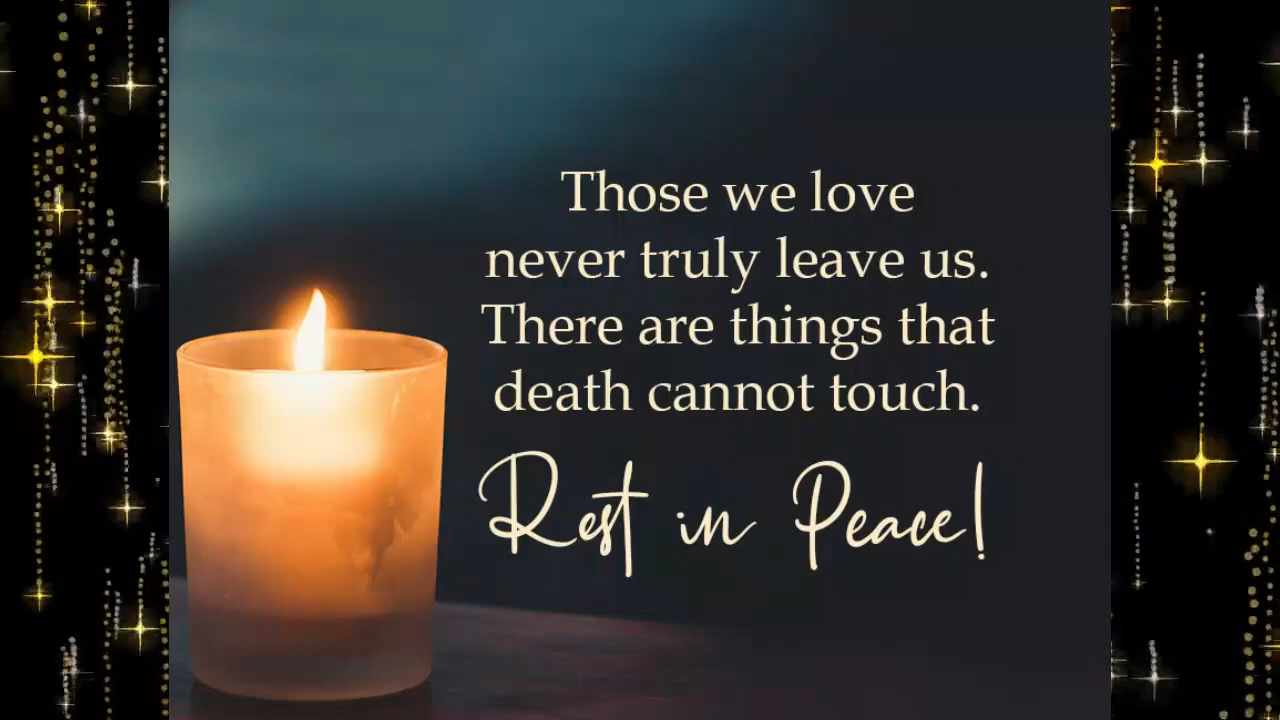 Those we love
never truly leave us.
There are things that
death cannot touch.
Rest in Peace!